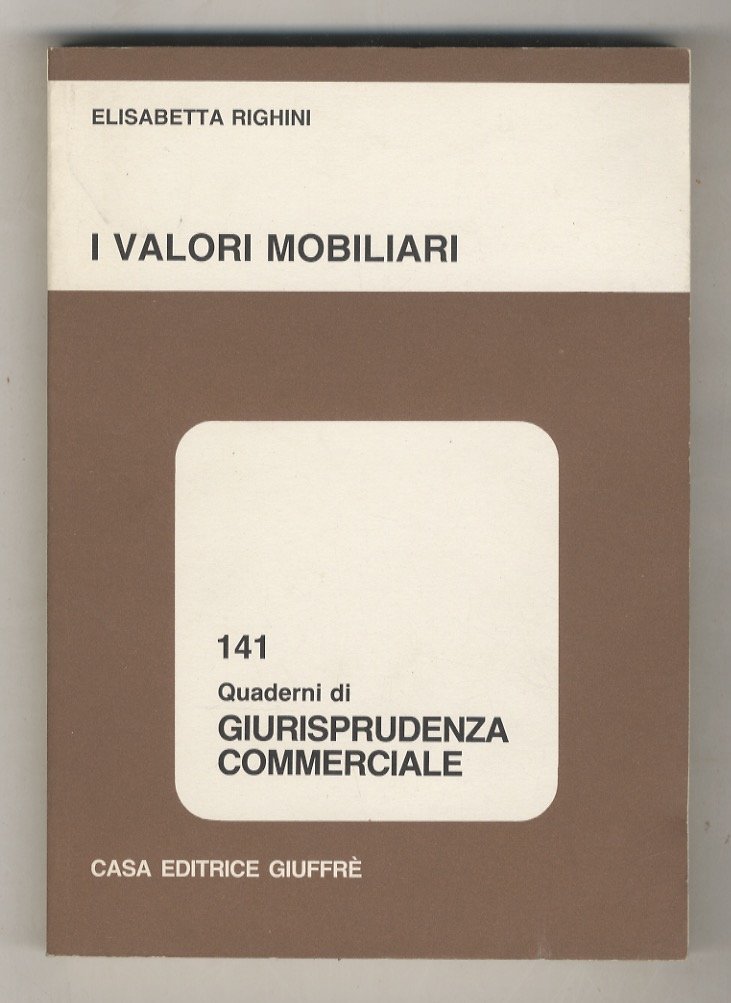 ELISABETTA RIGHINI
I VALORI MOBILIARI
141
Quaderni di
GIURISPRUDENZA
COMMERCIALE
CASA EDITRICE GIUFFRÈ